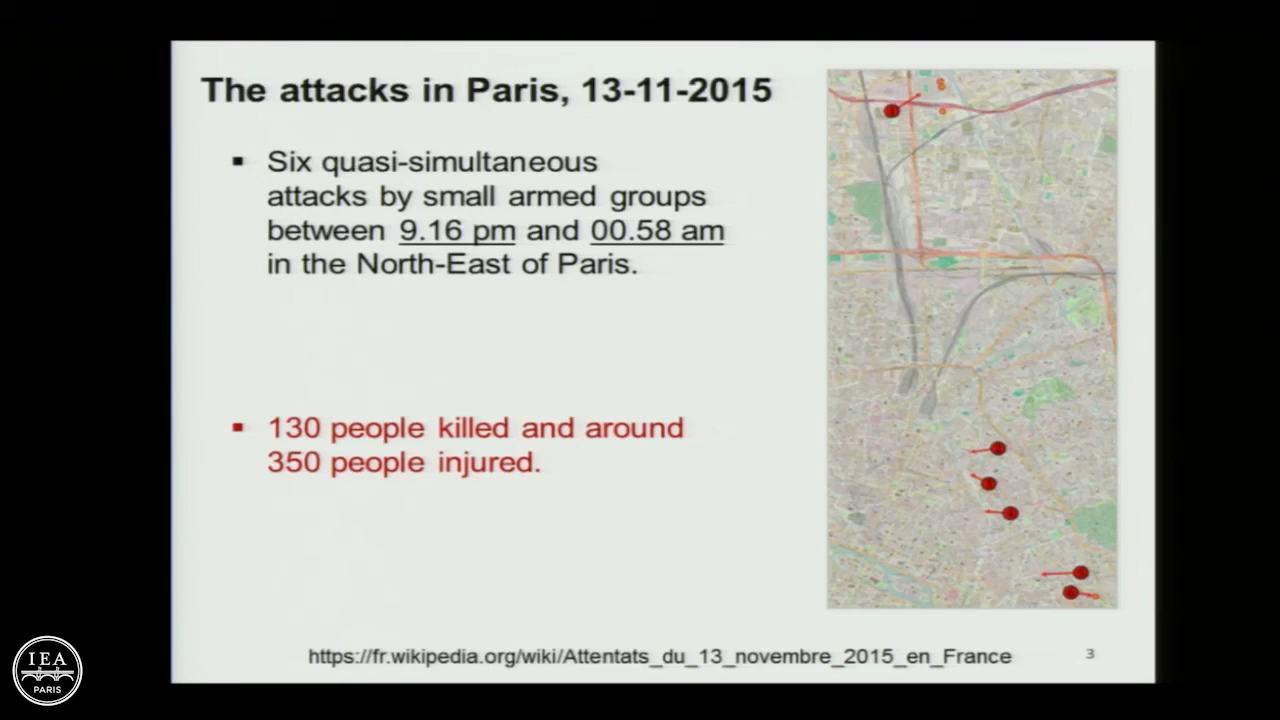 The attacks in Paris, 13-11-2015
Six quasi-simultaneous
attacks by small armed groups
between 9.16 pm and 00.58 am
in the North-East of Paris.
130 people killed and around
350 people injured.
https://fr.wikipedia.org/wiki/Attentats_du_13_novembre_2015_en_France
3
IEA
PARIS